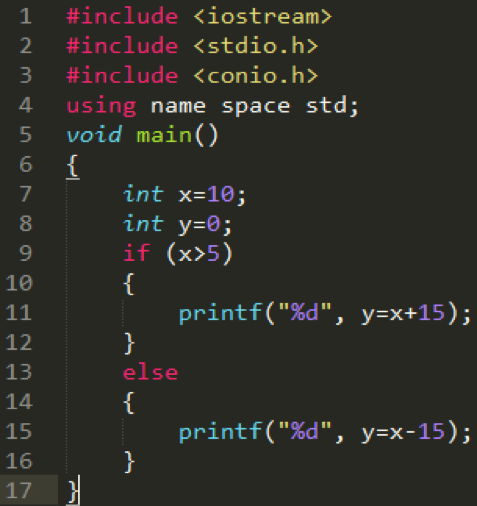 1 #include <iostream>
2 #include <stdio.h>
3 #include <conio.h>
4 using name space std;
5 void main()
6 {
7 int x=10;
8 int y=0;
9 if (x>5)
10 {
11 printf("%d", y=x+15);
12 }
13 else
14 {
15 printf("%d", y=x-15);
16 }
17 }